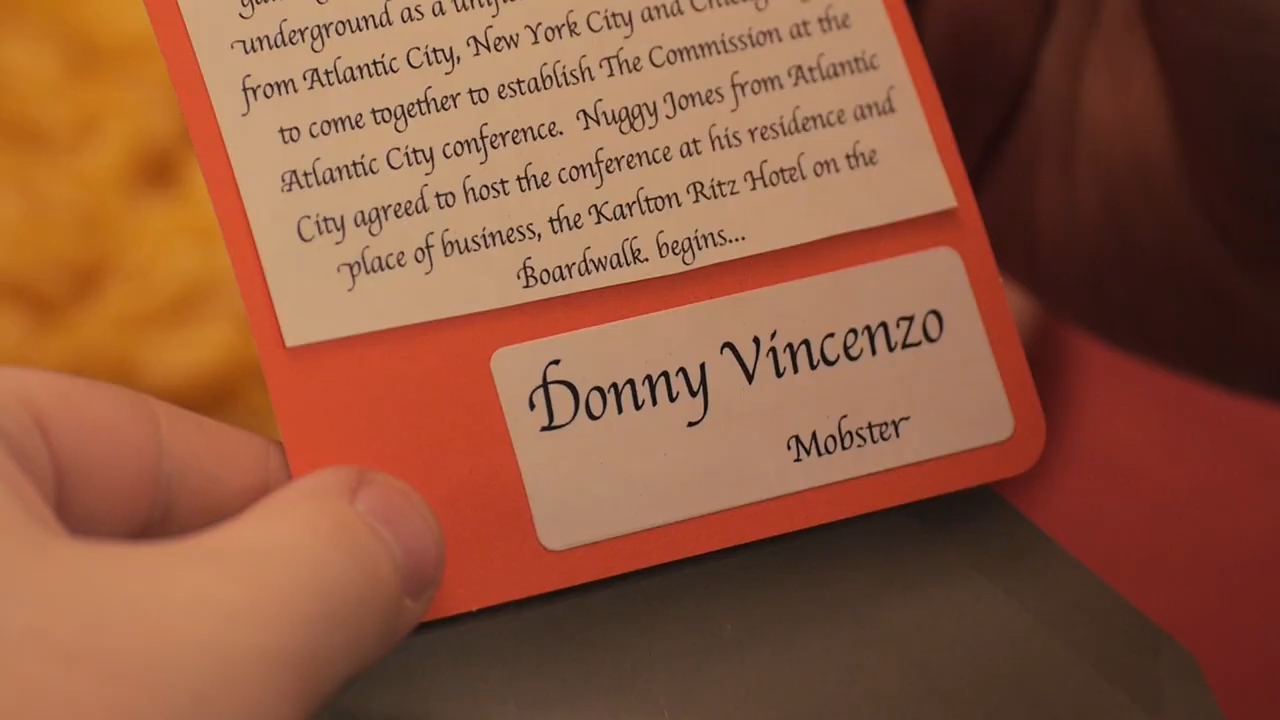 underground as a
from Atlantic City, New York City and
to come together to establish The Commission at the
Atlantic City conference. Nuggy Jones from Atlantic
City agreed to host the conference at his residence and
place of business, the Karlton Ritz Hotel on the
Boardwalk. begins...
Donny Vincenzo
Mobster